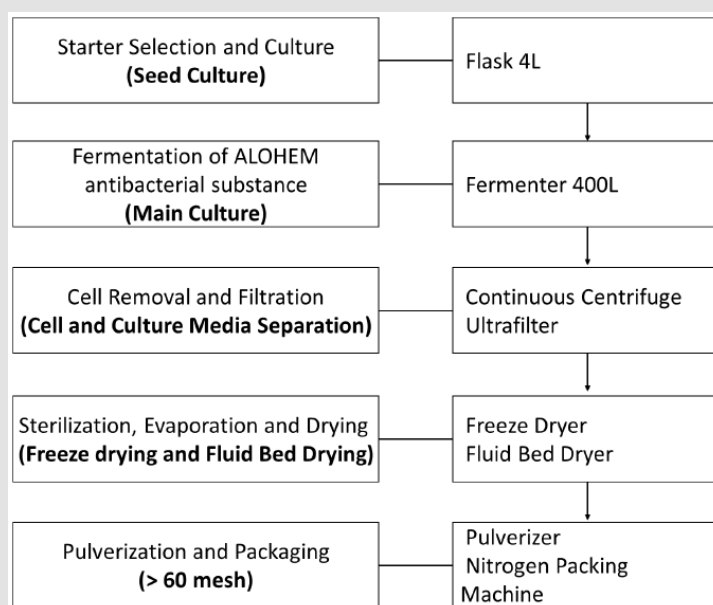 Starter Selection and Culture
(Seed Culture)
Flask 4L
Fermentation of ALOHEM
antibacterial substance
(Main Culture)
Fermenter 400L
Cell Removal and Filtration
(Cell and Culture Media Separation)
Continuous Centrifuge
Ultrafilter
Sterilization, Evaporation and Drying
(Freeze drying and Fluid Bed Drying)
Freeze Dryer
Fluid Bed Dryer
Pulverization and Packaging
(> 60 mesh)
Pulverizer
Nitrogen Packing
Machine